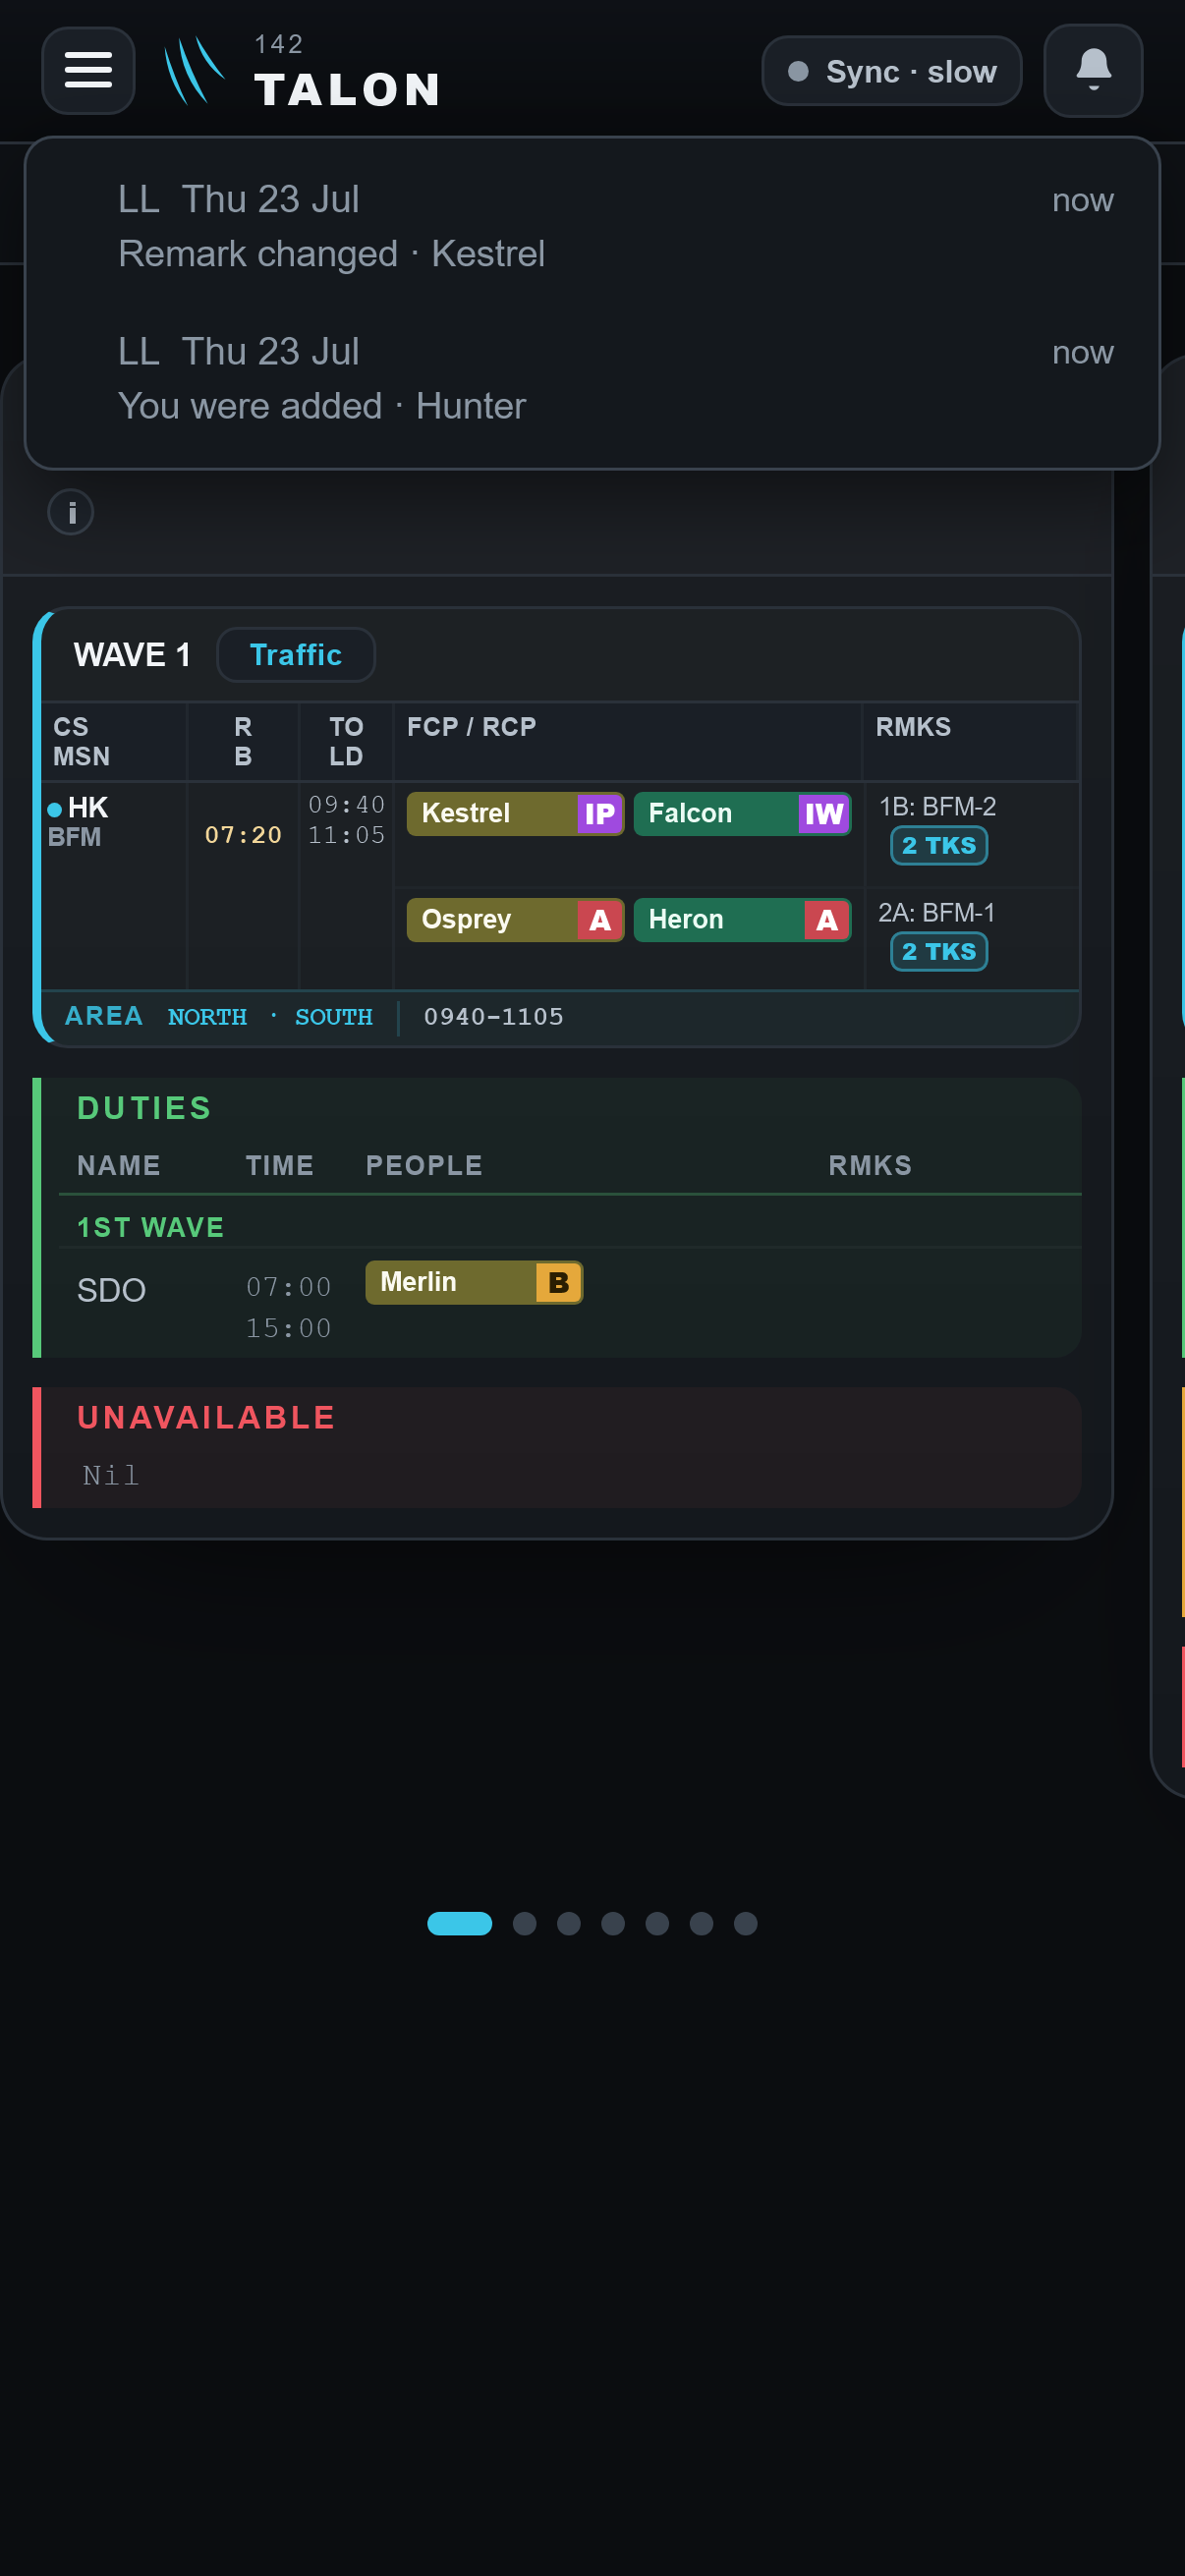 142
TALON
Sync · slow
LL Thu 23 Jul now
Remark changed · Kestrel
LL Thu 23 Jul now
You were added · Hunter
i
WAVE 1 Traffic
CS R TO FCP / RCP RMKS
MSN B LD
HK 09:40 Kestrel IP Falcon IW 1B: BFM-2
BFM 07:20 11:05 2 TKS
Osprey A Heron A 2A: BFM-1
2 TKS
AREA NORTH · SOUTH 0940–1105
DUTIES
NAME TIME PEOPLE RMKS
1ST WAVE
SDO 07:00 Merlin B
15:00
UNAVAILABLE
Nil